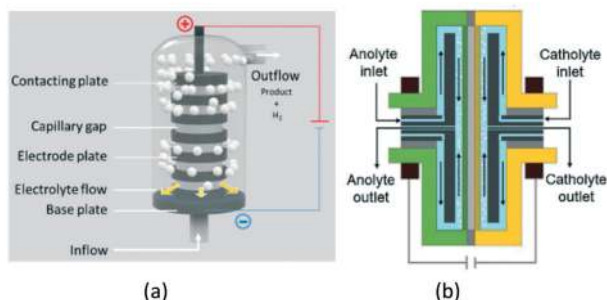 +
Outflow
Product
+
H₂
Contacting plate
Capillary gap
Electrode plate
Electrolyte flow
Base plate
Inflow
−
(a)
Anolyte
inlet
Catholyte
inlet
Anolyte
outlet
Catholyte
outlet
(b)